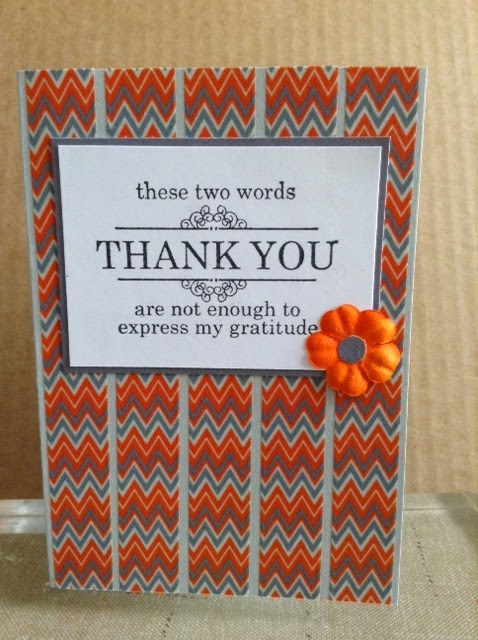 these two words
THANK YOU
are not enough to
express my gratitude